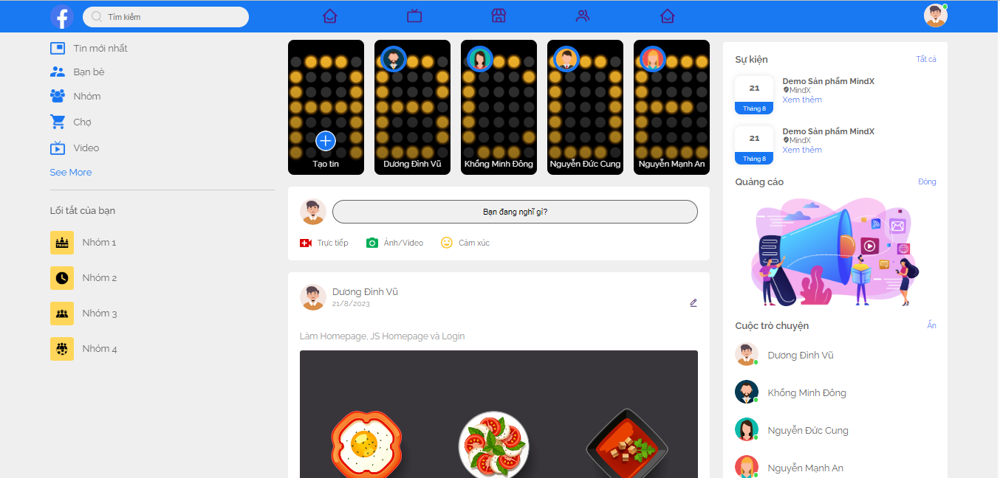 f
Tìm kiếm
Tin mới nhất
Bạn bè
Nhóm
Chợ
Video
See More
Lối tắt của bạn
TEAM
Nhóm 1
Nhóm 2
Nhóm 3
Nhóm 4
A
B
C
D
E
Tạo tin
Dương Đình Vũ
Khổng Minh Đông
Nguyễn Đức Cung
Nguyễn Mạnh An
Bạn đang nghĩ gì?
Trực tiếp
Ảnh/Video
Cảm xúc
Dương Đình Vũ
21/8/2023
Làm Homepage, JS Homepage và Login
Sự kiện
Tất cả
21
Tháng 8
Demo Sản phẩm MindX
MindX
Xem thêm
21
Tháng 8
Demo Sản phẩm MindX
MindX
Xem thêm
Quảng cáo
Đóng
Cuộc trò chuyện
Ẩn
Dương Đình Vũ
Khổng Minh Đông
Nguyễn Đức Cung
Nguyễn Mạnh An